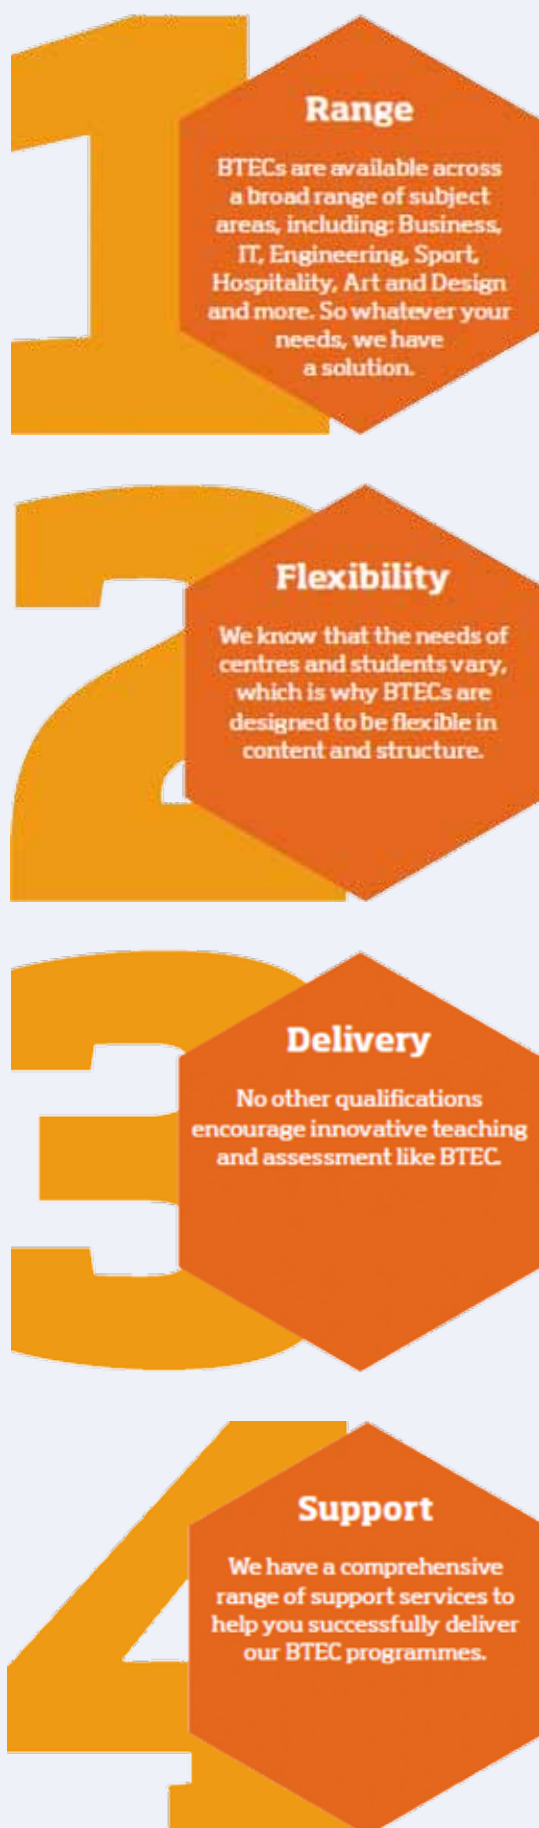 1
Range
BTECs are available across
a broad range of subject
areas, including: Business,
IT, Engineering, Sport,
Hospitality, Art and Design
and more. So whatever your
needs, we have
a solution.
2
Flexibility
We know that the needs of
centres and students vary,
which is why BTECs are
designed to be flexible in
content and structure.
3
Delivery
No other qualifications
encourage innovative teaching
and assessment like BTEC.
4
Support
We have a comprehensive
range of support services to
help you successfully deliver
our BTEC programmes.